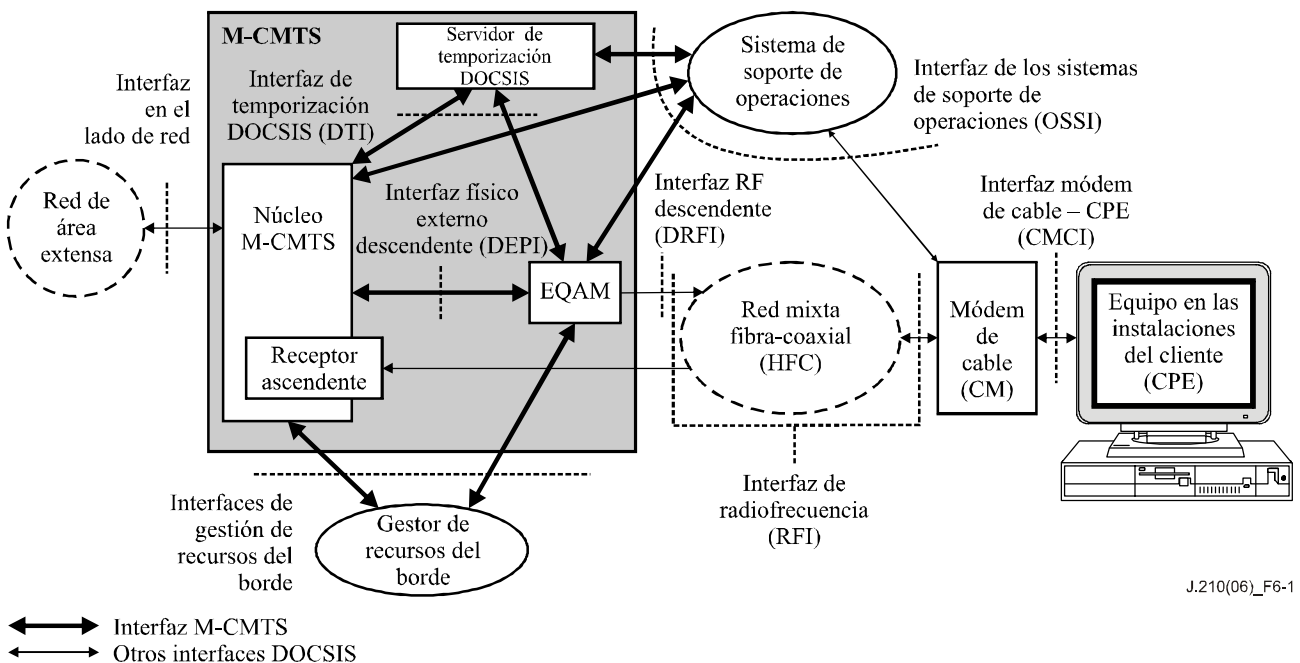 M-CMTS
Servidor de
temporización
DOCSIS
Sistema de
soporte de
operaciones
Interfaz de los sistemas
de soporte de
operaciones (OSSI)
Interfaz
en el
lado de red
Interfaz de
temporización
DOCSIS (DTI)
Red de
área
extensa
Núcleo
M-CMTS
Interfaz físico
externo
descendente (DEPI)
Interfaz RF
descendente
(DRFI)
Interfaz módem
de cable – CPE
(CMCI)
EQAM
Red mixta
fibra-coaxial
(HFC)
Módem
de
cable
(CM)
Equipo en las
instalaciones
del cliente
(CPE)
Receptor
ascendente
Interfaz de
radiofrecuencia
(RFI)
Interfaces de
gestión de
recursos del
borde
Gestor de
recursos del
borde
J.210(06)_F6-1
Interfaz M-CMTS
Otros interfaces DOCSIS